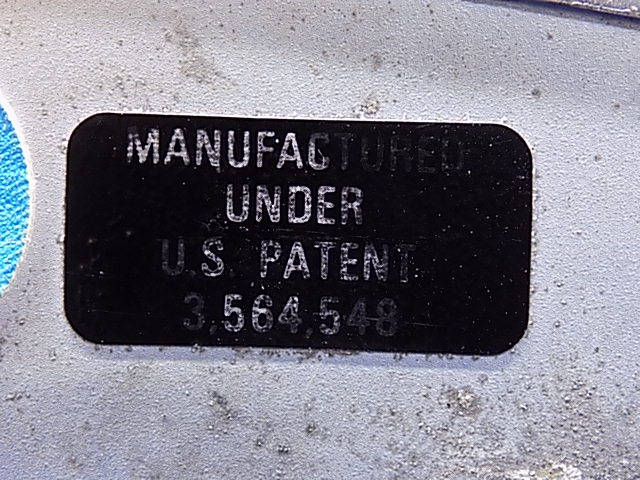 MANUFACTURED
UNDER
U.S. PATENT
3,564,548